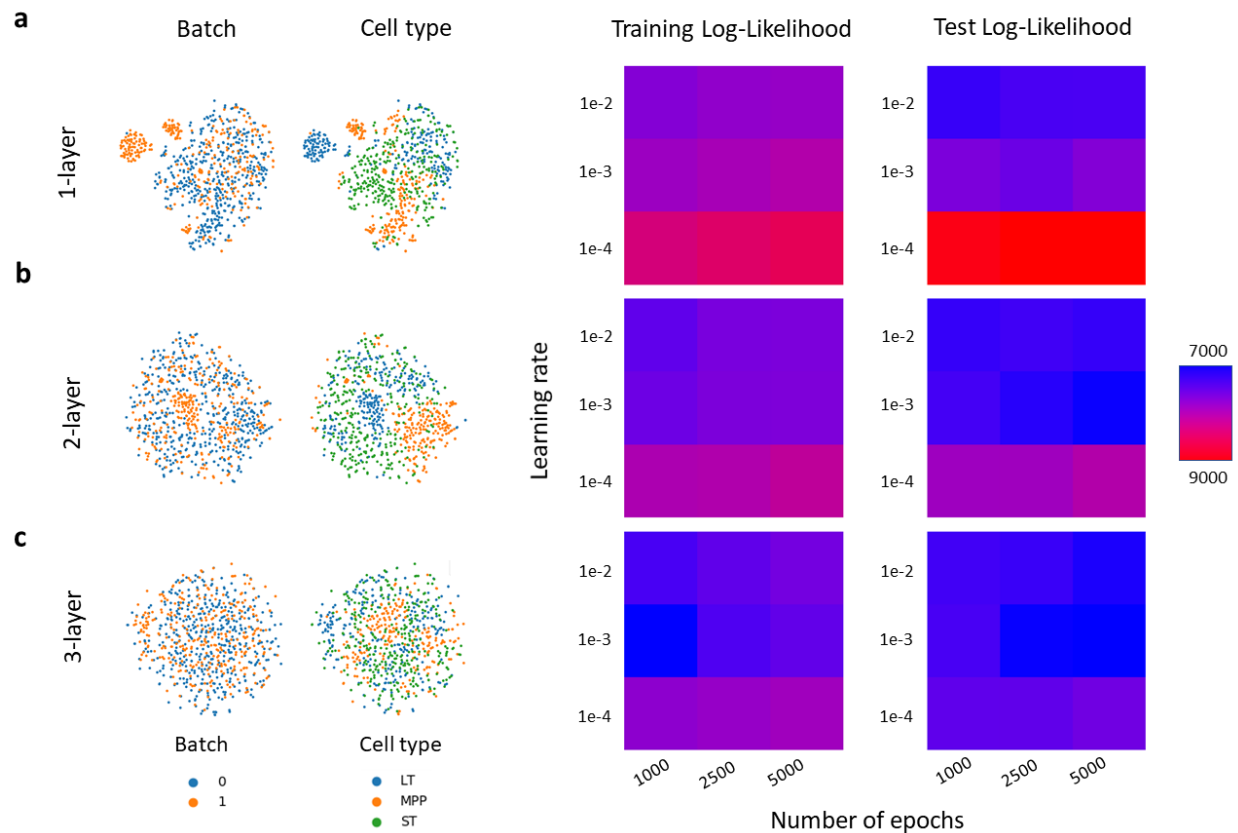 a
Batch
Cell type
Training Log-Likelihood
Test Log-Likelihood
1-layer
1e-2
1e-3
1e-4
1e-2
1e-3
1e-4
b
2-layer
Learning rate
1e-2
1e-3
1e-4
1e-2
1e-3
1e-4
7000
9000
c
3-layer
1e-2
1e-3
1e-4
1e-2
1e-3
1e-4
1000
2500
5000
1000
2500
5000
Number of epochs
Batch
0
1
Cell type
LT
MPP
ST